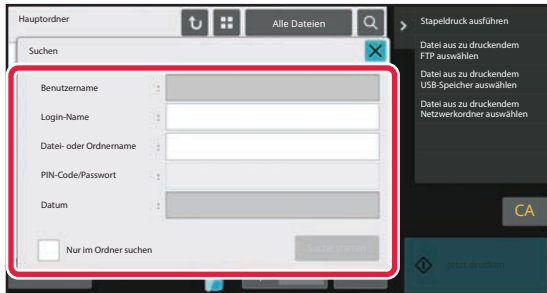 Hauptordner
Alle Dateien
Suchen
Benutzername :
Login-Name :
Datei- oder Ordnername :
PIN-Code/Passwort :
Datum :
Nur im Ordner suchen
Stapeldruck ausführen
Datei aus zu druckendem
FTP auswählen
Datei aus zu druckendem
USB-Speicher auswählen
Datei aus zu druckendem
Netzwerkordner auswählen
CA
Jetzt drucken